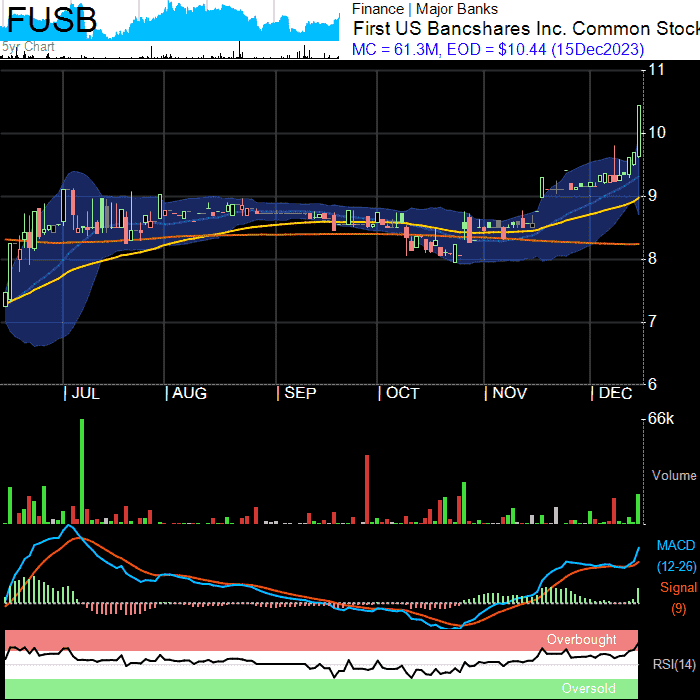 FUSB
5yr Chart
Finance | Major Banks
First US Bancshares Inc. Common Stock
MC = 61.3M, EOD = $10.44 (15Dec2023)
11
10
9
8
7
6
| JUL | AUG | SEP | OCT | NOV | DEC
66k
Volume
MACD
(12-26)
Signal
(9)
Overbought
RSI(14)
Oversold